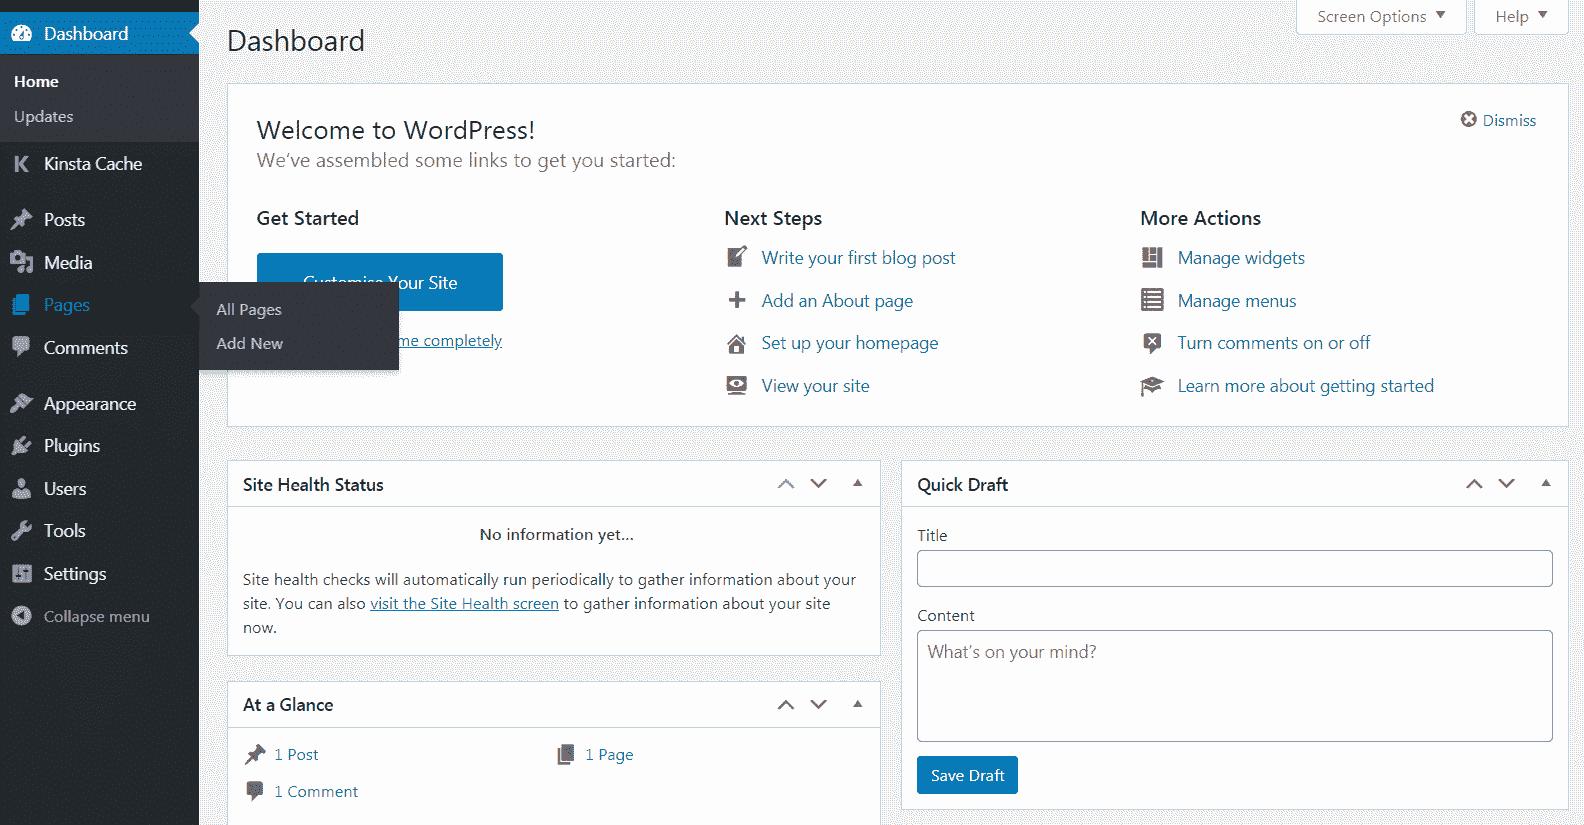 Dashboard
Home
Updates
Kinsta Cache
Posts
Media
Pages
Comments
Appearance
Plugins
Users
Tools
Settings
Collapse menu
All Pages
Add New
Screen Options
Help
Dashboard
Welcome to WordPress!
We've assembled some links to get you started:
Dismiss
Get Started
Your Site
me completely
Next Steps
Write your first blog post
Add an About page
Set up your homepage
View your site
More Actions
Manage widgets
Manage menus
Turn comments on or off
Learn more about getting started
Site Health Status
No information yet...
Site health checks will automatically run periodically to gather information about your
site. You can also visit the Site Health screen to gather information about your site
now.
At a Glance
1 Post
1 Page
1 Comment
Quick Draft
Title
Content
What's on your mind?
Save Draft